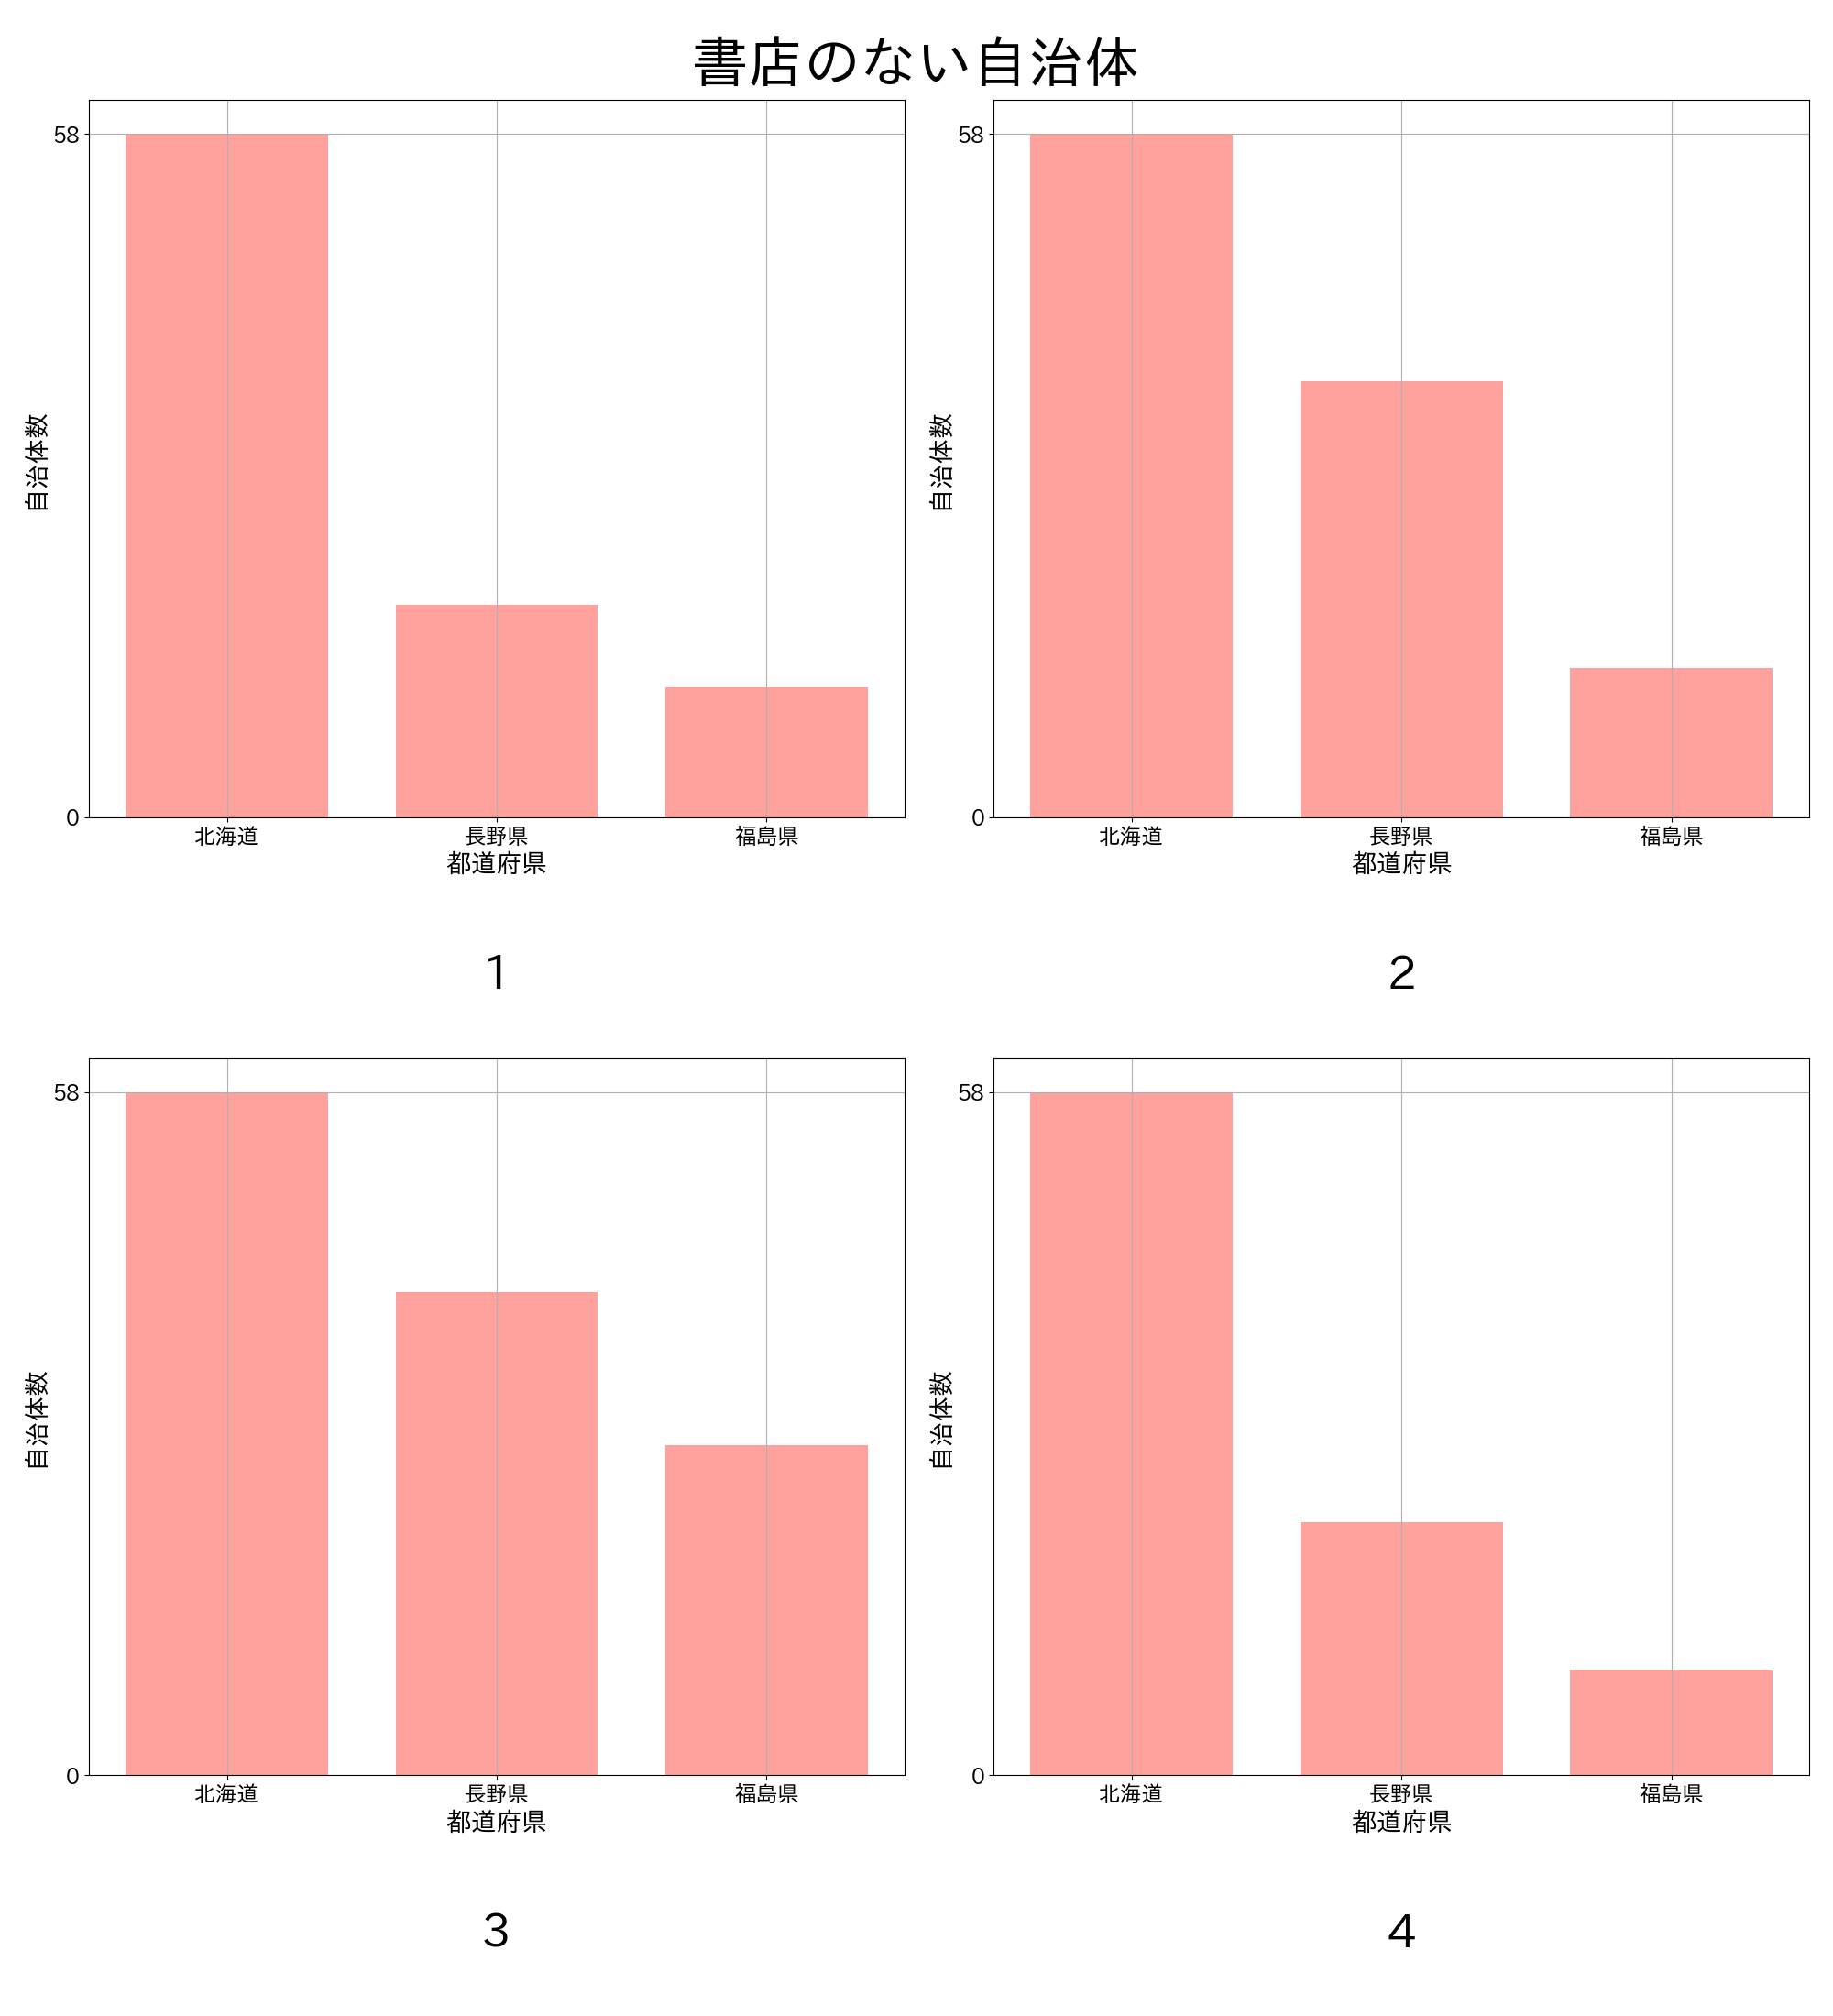 書店のない自治体
58
0
自治体数
北海道 長野県 福島県
都道府県
1
58
0
自治体数
北海道 長野県 福島県
都道府県
2
58
0
自治体数
北海道 長野県 福島県
都道府県
3
58
0
自治体数
北海道 長野県 福島県
都道府県
4